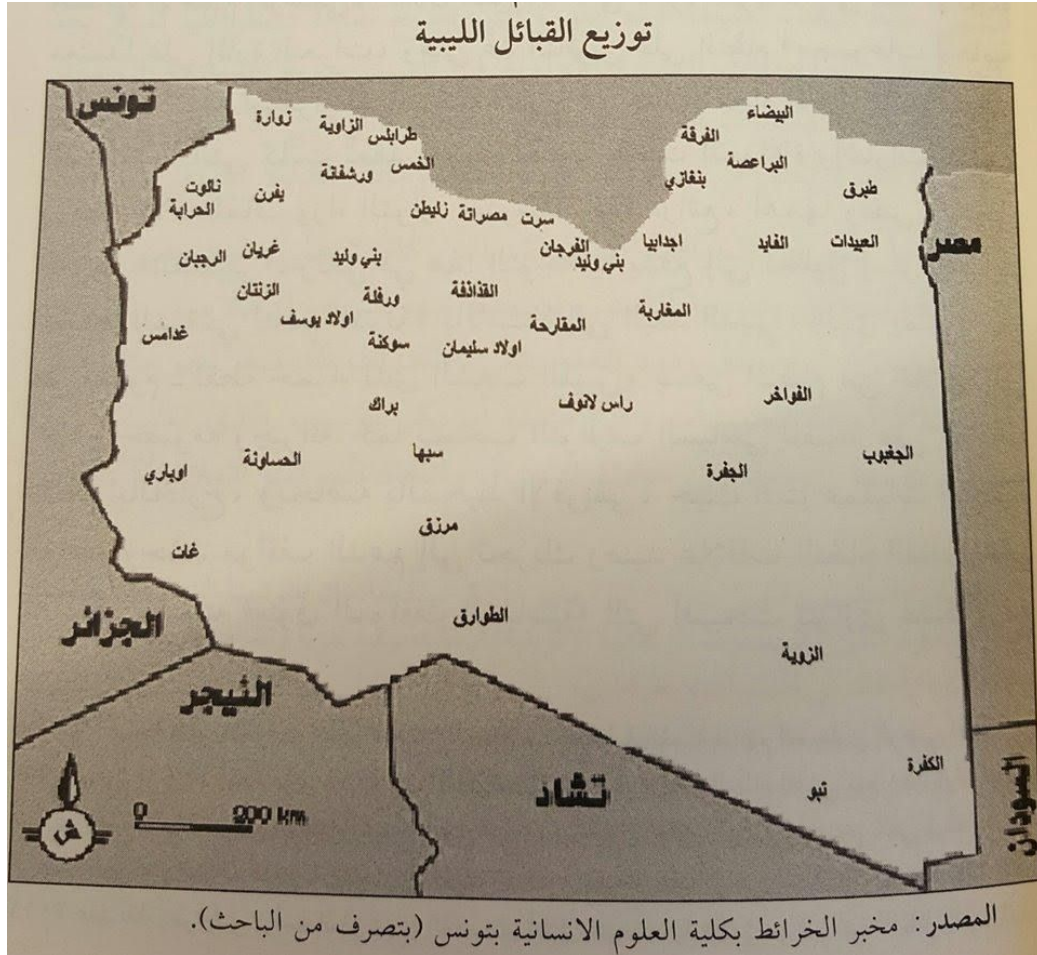 توزيع القبائل الليبية
تونس
زوارة
الزاوية
طرابلس
البيضاء
الفرقة
الخمس
ورشفانة
البراعصة
بنغازي
طبرق
نالوت
يفرن
الحرابة
زليطن
مصراتة
سرت
العبيدات
الفايد
اجدابيا
الفرجان
بني وليد
مصر
بني وليد
غريان
الرجبان
الزنتان
ورفلة
القذاذفة
المغاربة
المقارحة
اولاد يوسف
سوكنة
اولاد سليمان
غدامس
براك
راس لانوف
الفواخر
الجغبوب
سبها
الحساونة
اوباري
الجفرة
مرزق
غات
الطوارق
الجزائر
الزوية
النيجر
تشاد
تبو
الكفرة
السودان
ش
0 200 km
المصدر: مخبر الخرائط بكلية العلوم الانسانية بتونس (بتصرف من الباحث).